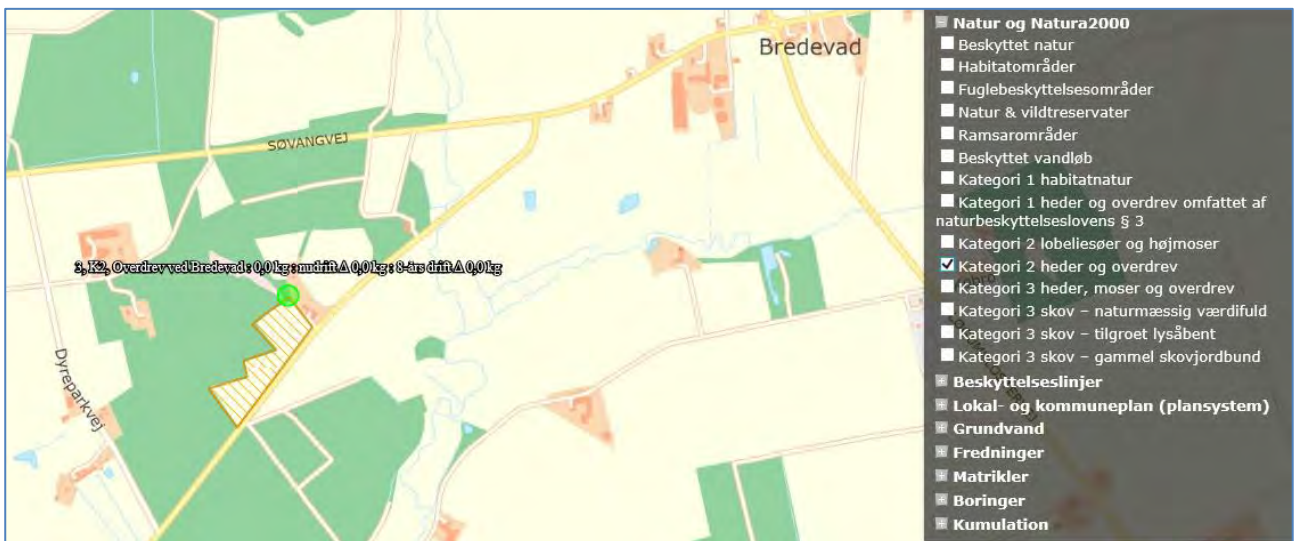 Bredevad
SØVANGVEJ
3, K2, Overdrev ved Bredevad : 0,0 kg : nudrift Δ 0,0 kg : 8-års drift Δ 0,0 kg
Dyreparkvej
Natur og Natura2000
Beskyttet natur
Habitatområder
Fuglebeskyttelsesområder
Natur & vildtreservater
Ramsarområder
Beskyttet vandløb
Kategori 1 habitatnatur
Kategori 1 heder og overdrev omfattet af
naturbeskyttelseslovens § 3
Kategori 2 lobeliesøer og højmoser
Kategori 2 heder og overdrev
Kategori 3 heder, moser og overdrev
Kategori 3 skov – naturmæssig værdifuld
Kategori 3 skov – tilgroet lysåbent
Kategori 3 skov – gammel skovjordbund
Beskyttelseslinjer
Lokal- og kommuneplan (plansystem)
Grundvand
Fredninger
Matrikler
Boringer
Kumulation